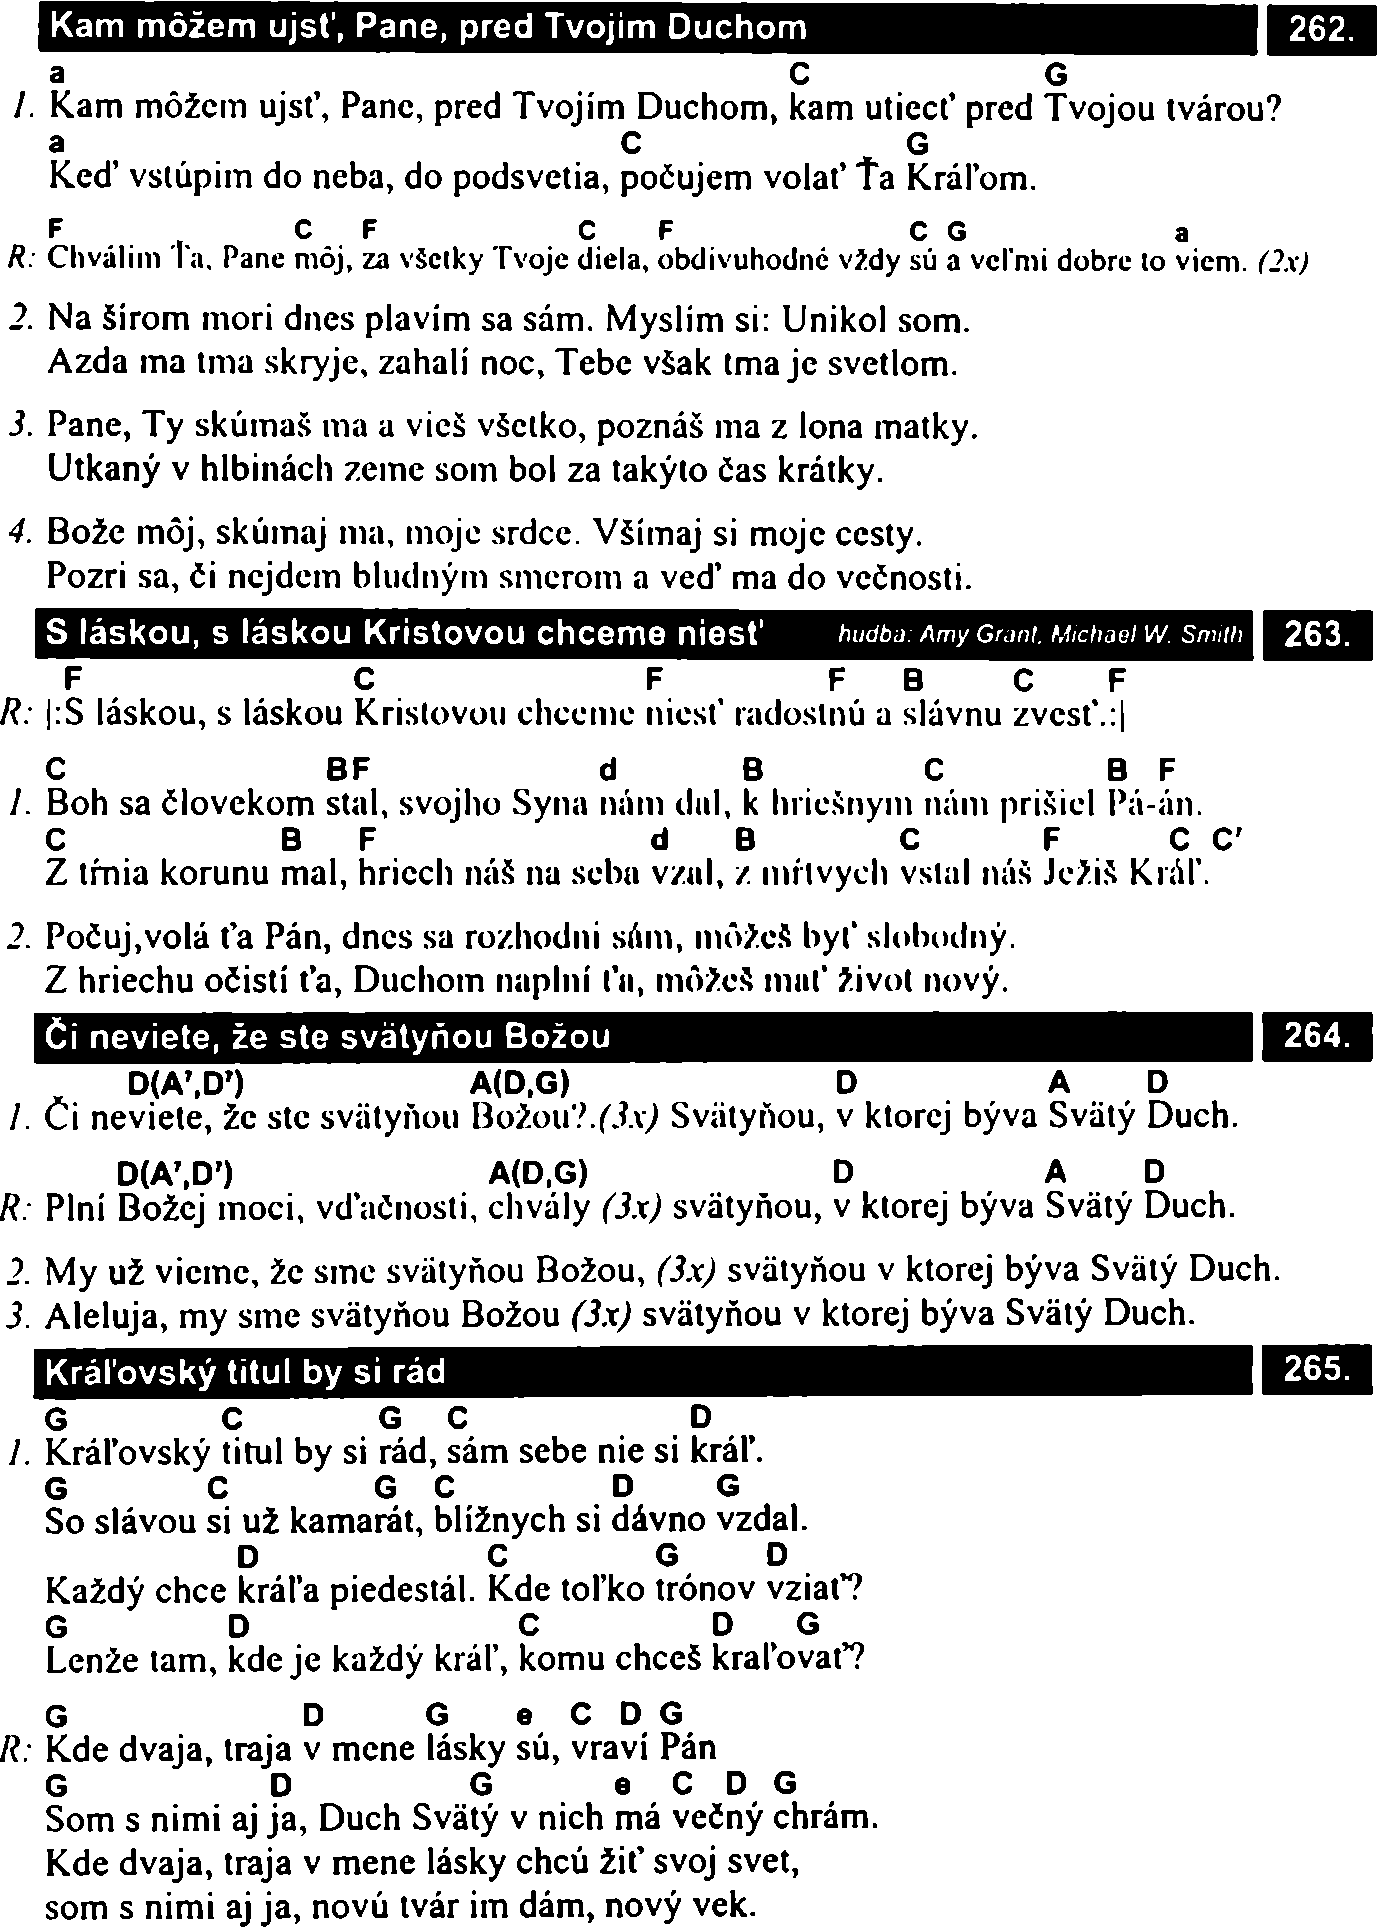 Kam môžem ujsť, Pane, pred Tvojím Duchom 262.
a C G
1. Kam môžem ujsť, Pane, pred Tvojím Duchom, kam utiecť pred Tvojou tvárou?
a C G
Keď vstúpim do neba, do podsvetia, počujem volať Ťa Kráľom.
F C F C F C G a
R: Chválim Ťa, Pane môj, za všetky Tvoje diela, obdivuhodné vždy sú a veľmi dobre to viem. (2x)
2. Na šírom mori dnes plavím sa sám. Myslím si: Unikol som.
Azda ma tma skryje, zahalí noc, Tebe však tma je svetlom.
3. Pane, Ty skúmaš ma a vieš všetko, poznáš ma z lona matky.
Utkaný v hlbinách zeme som bol za takýto čas krátky.
4. Bože môj, skúmaj ma, moje srdce. Všímaj si moje cesty.
Pozri sa, či nejdem bludným smerom a veď ma do večnosti.
S láskou, s láskou Kristovou chceme niesť hudba: Amy Grant, Michael W. Smith 263.
F C F F B C F
R: |:S láskou, s láskou Kristovou chceme niesť radostnú a slávnu zvesť.:|
C B F d B C B F
1. Boh sa človekom stal, svojho Syna nám dal, k hriešnym nám prišiel Pá-án.
C B F d B C F C C'
Z tŕnia korunu mal, hriech náš na seba vzal, z mŕtvych vstal náš Ježiš Kráľ.
2. Počuj,volá ťa Pán, dnes sa rozhodni sám, môžeš byť slobodný.
Z hriechu očistí ťa, Duchom naplní ťa, môžeš mať život nový.
Či neviete, že ste svätyňou Božou 264.
D(A',D') A(D,G) D A D
1. Či neviete, že ste svätyňou Božou?.(3x) Svätyňou, v ktorej býva Svätý Duch.
D(A',D') A(D,G) D A D
R: Plní Božej moci, vďačnosti, chvály (3x) svätyňou, v ktorej býva Svätý Duch.
2. My už vieme, že sme svätyňou Božou, (3x) svätyňou v ktorej býva Svätý Duch.
3. Aleluja, my sme svätyňou Božou (3x) svätyňou v ktorej býva Svätý Duch.
Kráľovský titul by si rád 265.
G C G C D
1. Kráľovský titul by si rád, sám sebe nie si kráľ.
G C G C D G
So slávou si už kamarát, blížnych si dávno vzdal.
D C G D
Každý chce kráľa piedestál. Kde toľko trónov vziať?
G D C D G
Lenže tam, kde je každý kráľ, komu chceš kraľovať?
G D G e C D G
R: Kde dvaja, traja v mene lásky sú, vraví Pán
G D G e C D G
Som s nimi aj ja, Duch Svätý v nich má večný chrám.
Kde dvaja, traja v mene lásky chcú žiť svoj svet,
som s nimi aj ja, novú tvár im dám, nový vek.